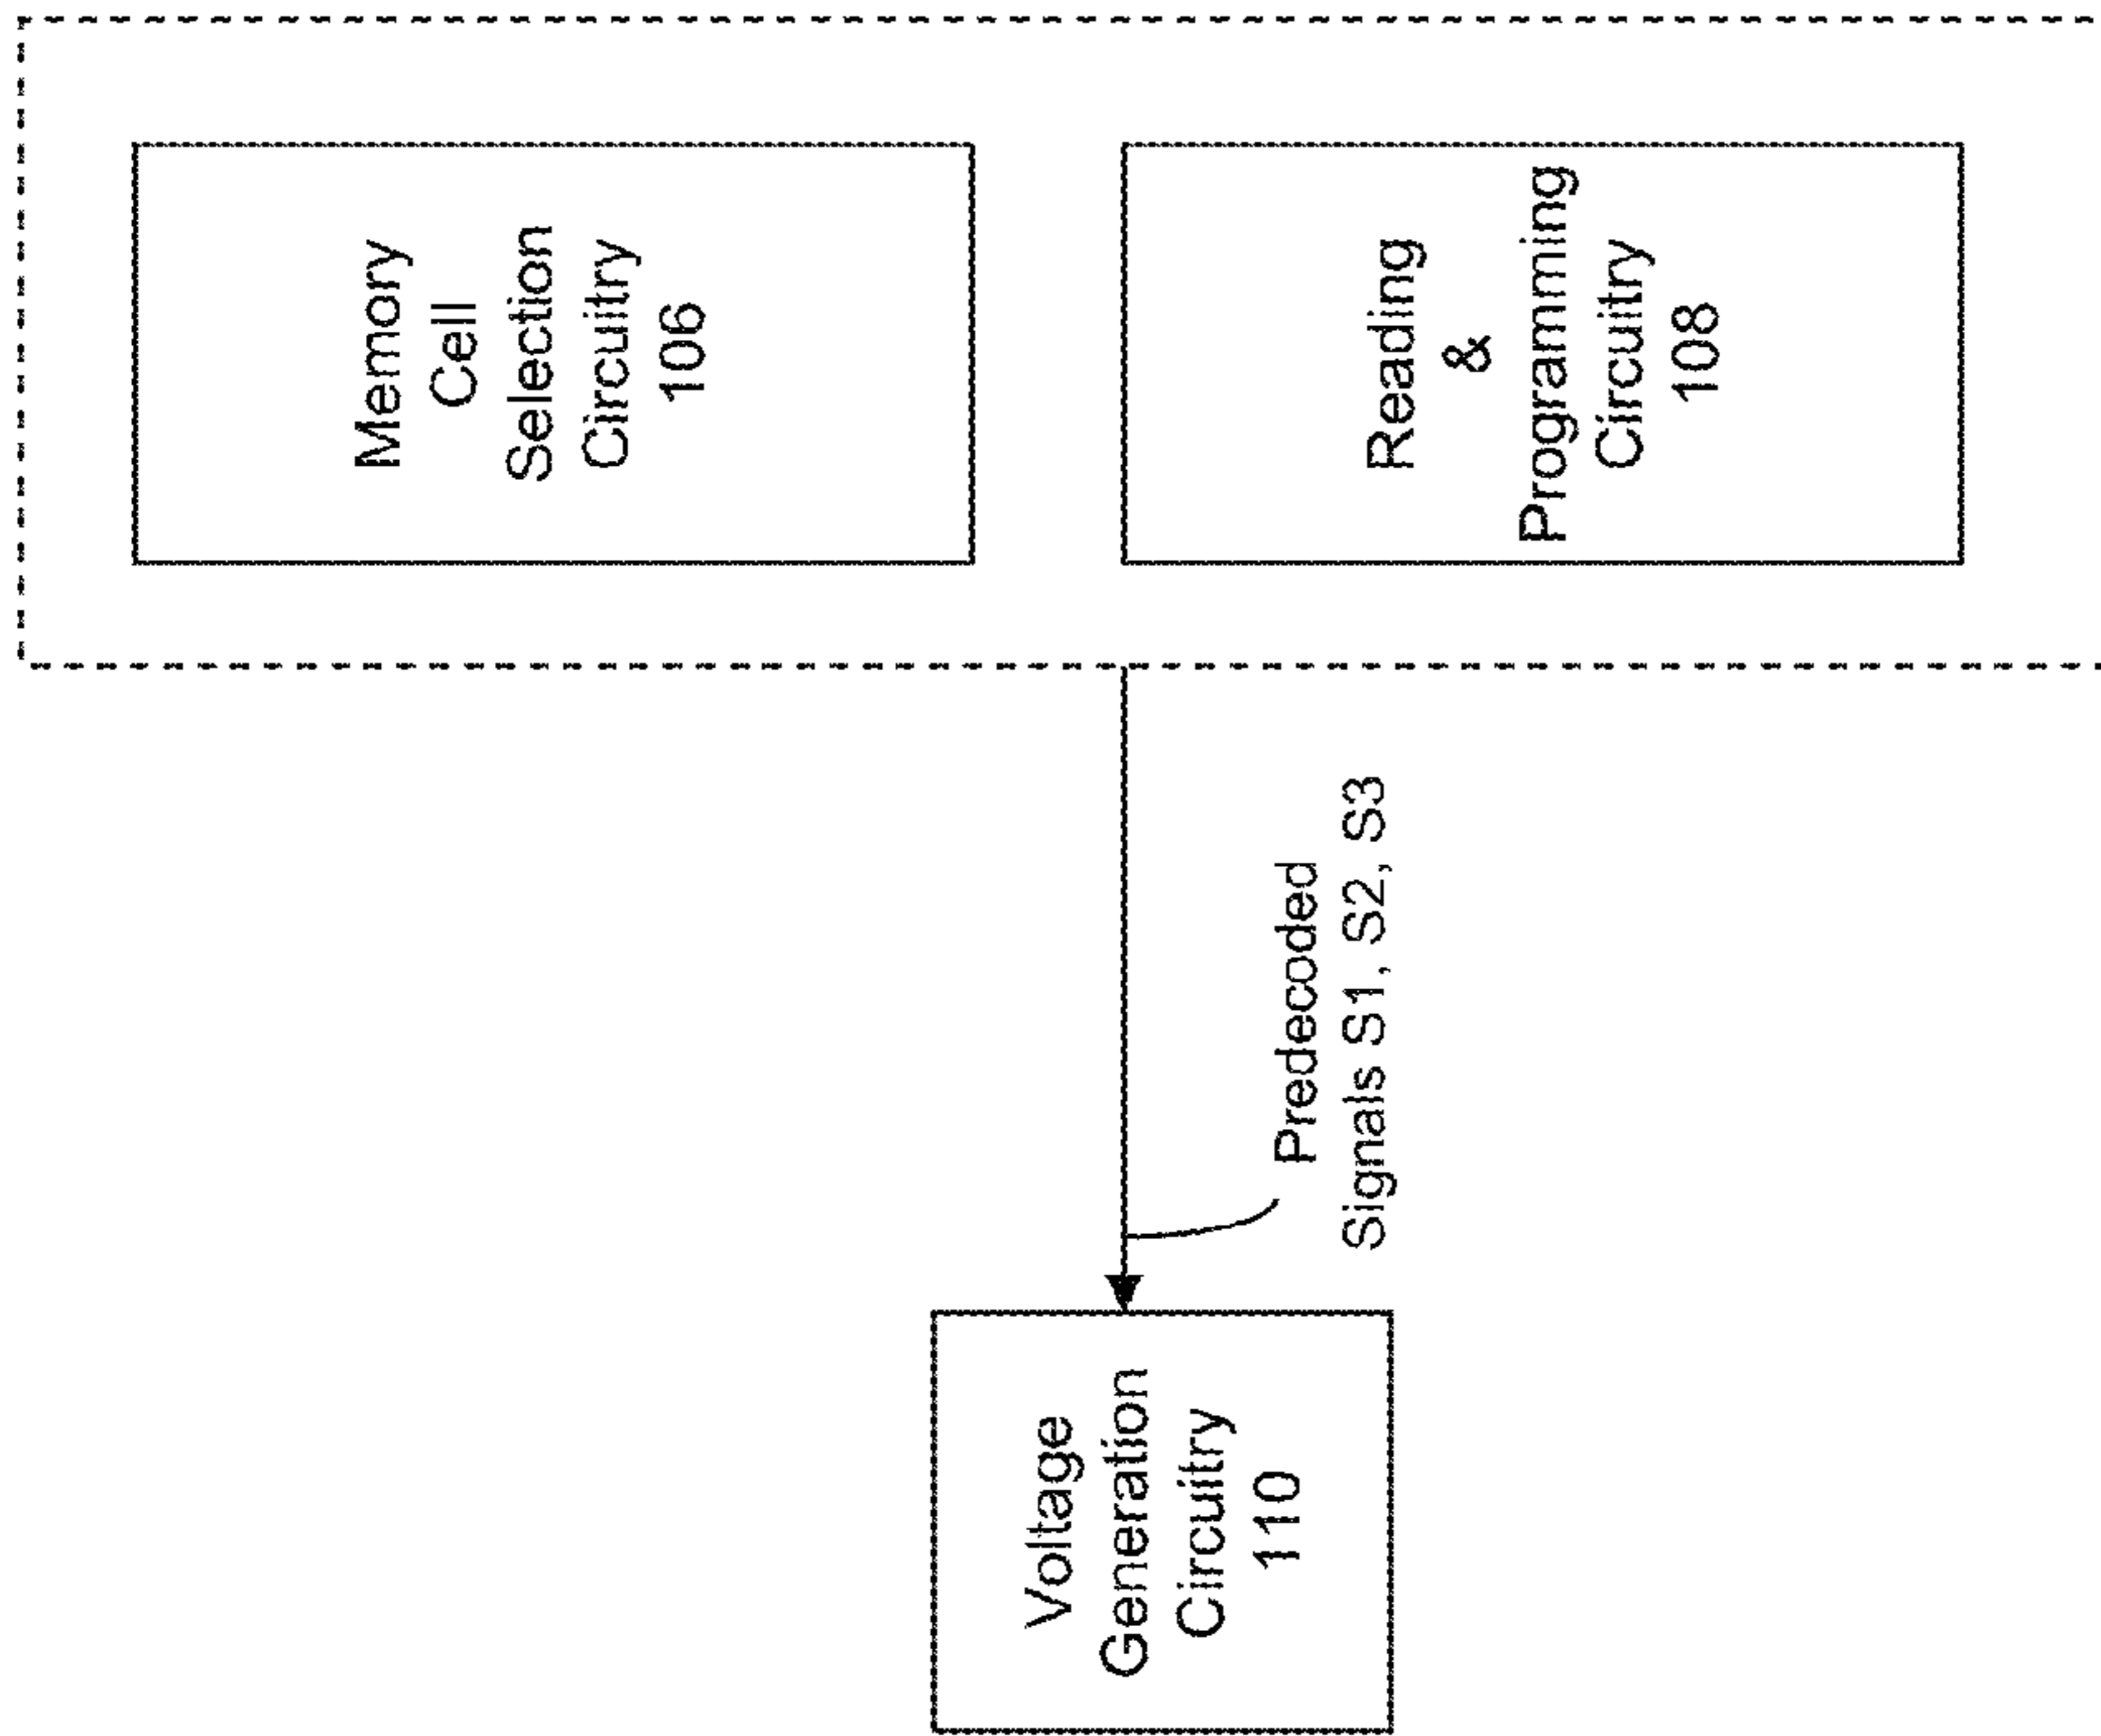 Memory
Cell
Selection
Circuitry
106
Reading
&
Programming
Circuitry
108
Predecoded
Signals S1, S2, S3
Voltage
Generation
Circuitry
110